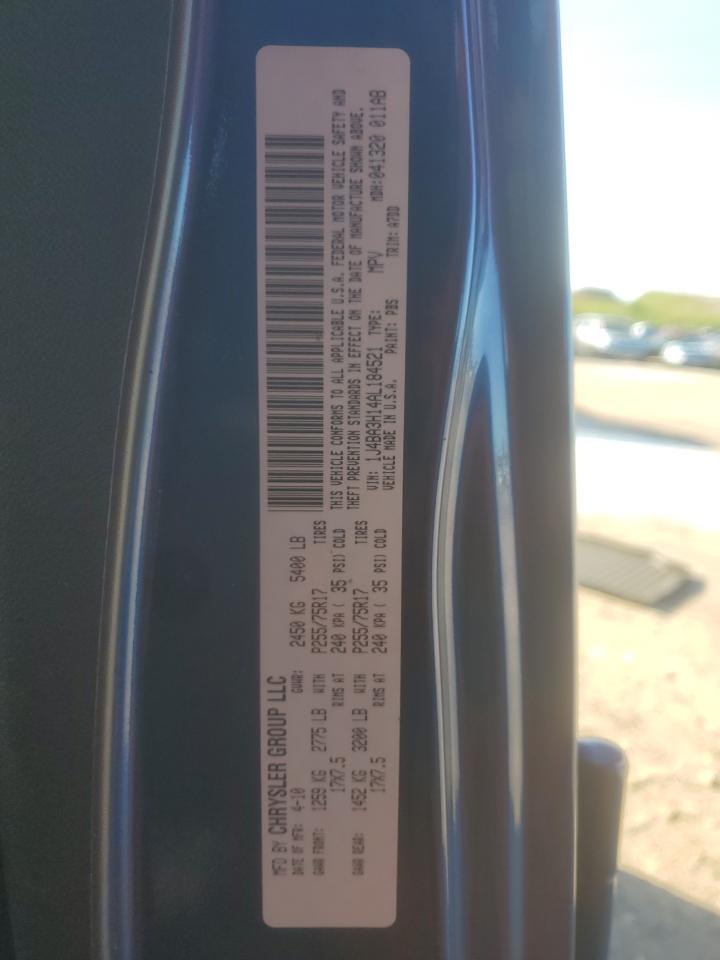 MFD BY CHRYSLER GROUP LLC
DATE OF MFR: 4-10 GVWR: 2450 KG 5400 LB
GAWR FRONT: 1259 KG 2775 LB WITH P255/75R17 TIRES
17X7.5 RIMS AT 240 KPA ( 35 PSI) COLD
GAWR REAR: 1452 KG 3200 LB WITH P255/75R17 TIRES
17X7.5 RIMS AT 240 KPA ( 35 PSI) COLD
THIS VEHICLE CONFORMS TO ALL APPLICABLE U.S.A. FEDERAL MOTOR VEHICLE SAFETY AND
THEFT PREVENTION STANDARDS IN EFFECT ON THE DATE OF MANUFACTURE SHOWN ABOVE.
VIN: 1J4BA3H14AL184521 TYPE: MPV MDH: 041320 011AB
VEHICLE MADE IN U.S.A. PAINT: PBS TRIM: A7DD